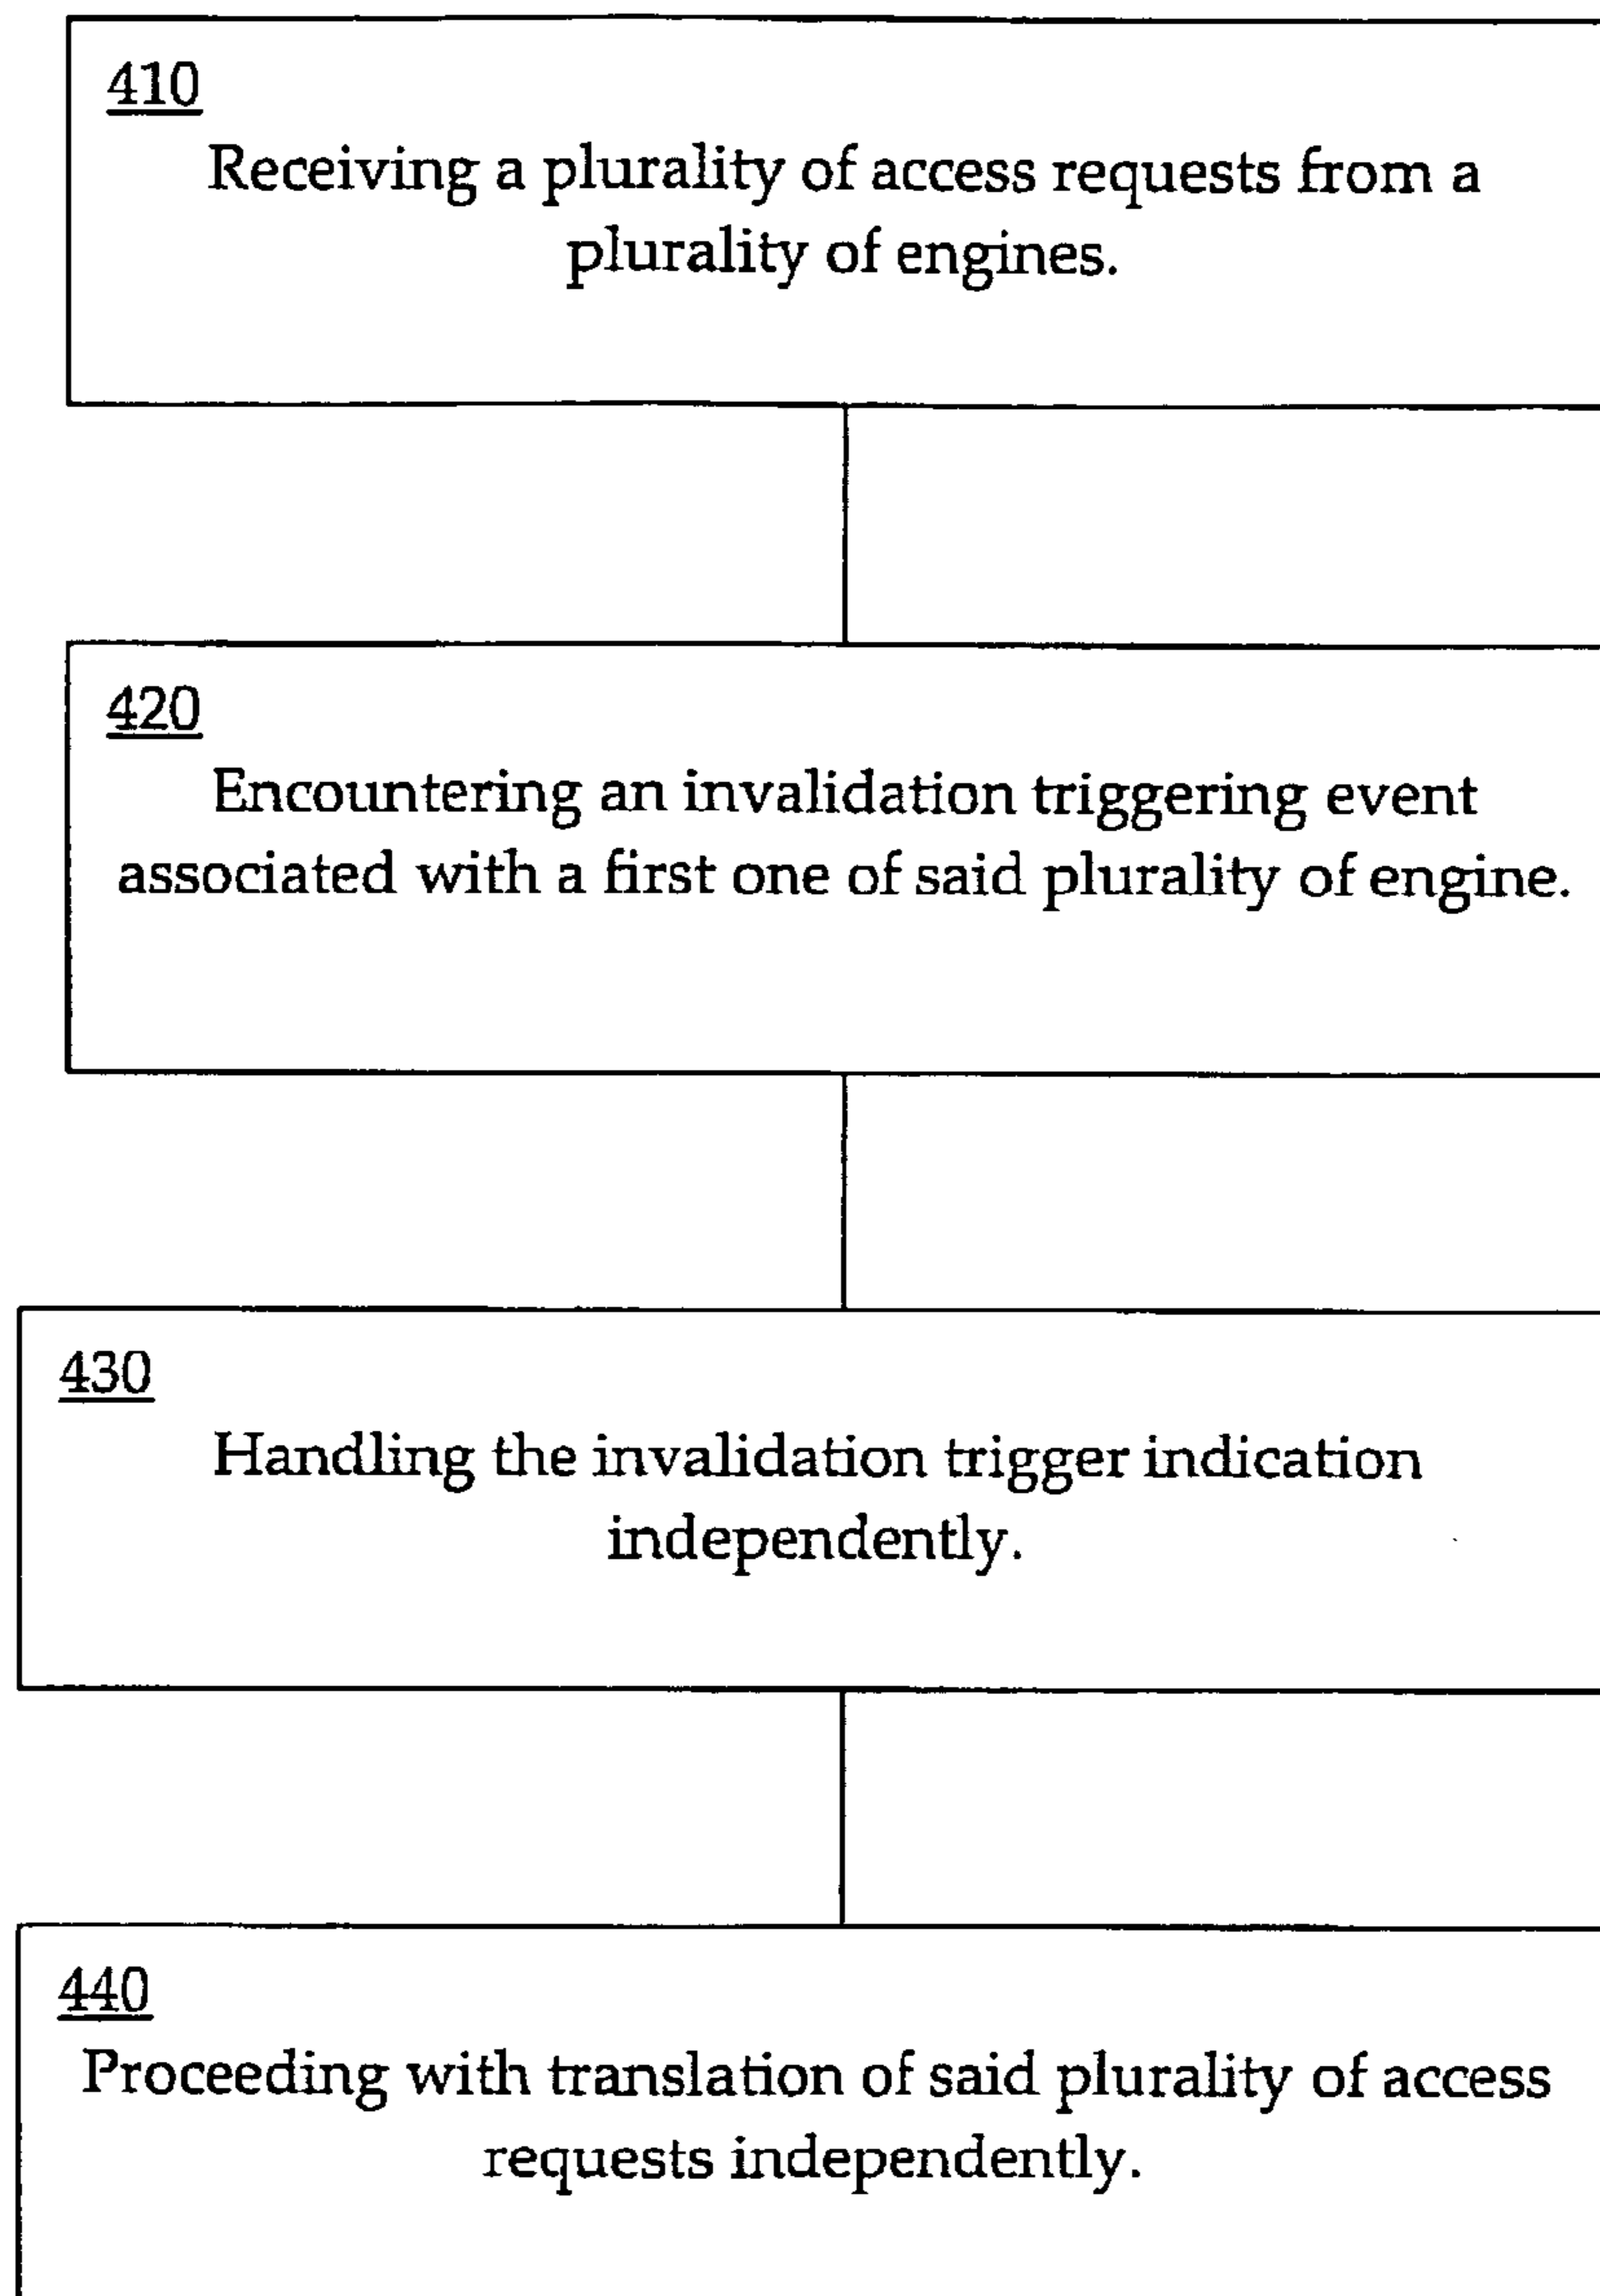 410
Receiving a plurality of access requests from a
plurality of engines.
420
Encountering an invalidation triggering event
associated with a first one of said plurality of engine.
430
Handling the invalidation trigger indication
independently.
440
Proceeding with translation of said plurality of access
requests independently.